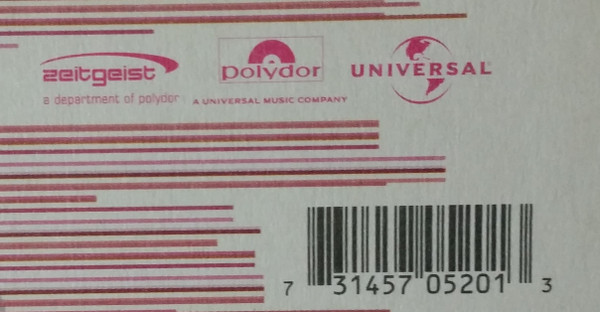 zeitgeist
a department of polydor
polydor
A UNIVERSAL MUSIC COMPANY
UNIVERSAL
7 31457 05201 3